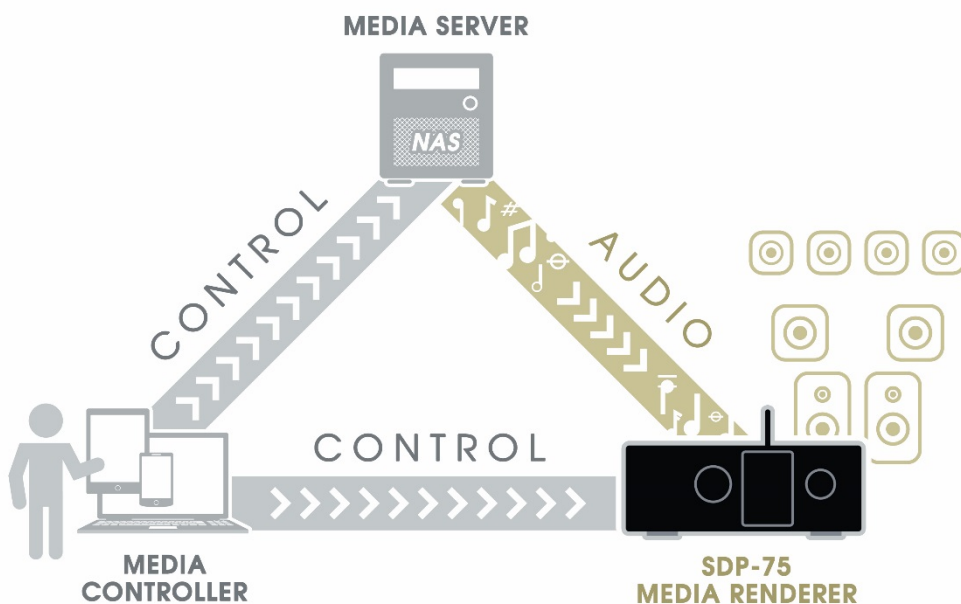 MEDIA SERVER
NAS
CONTROL
AUDIO
#
CONTROL
MEDIA
CONTROLLER
SDP-75
MEDIA RENDERER